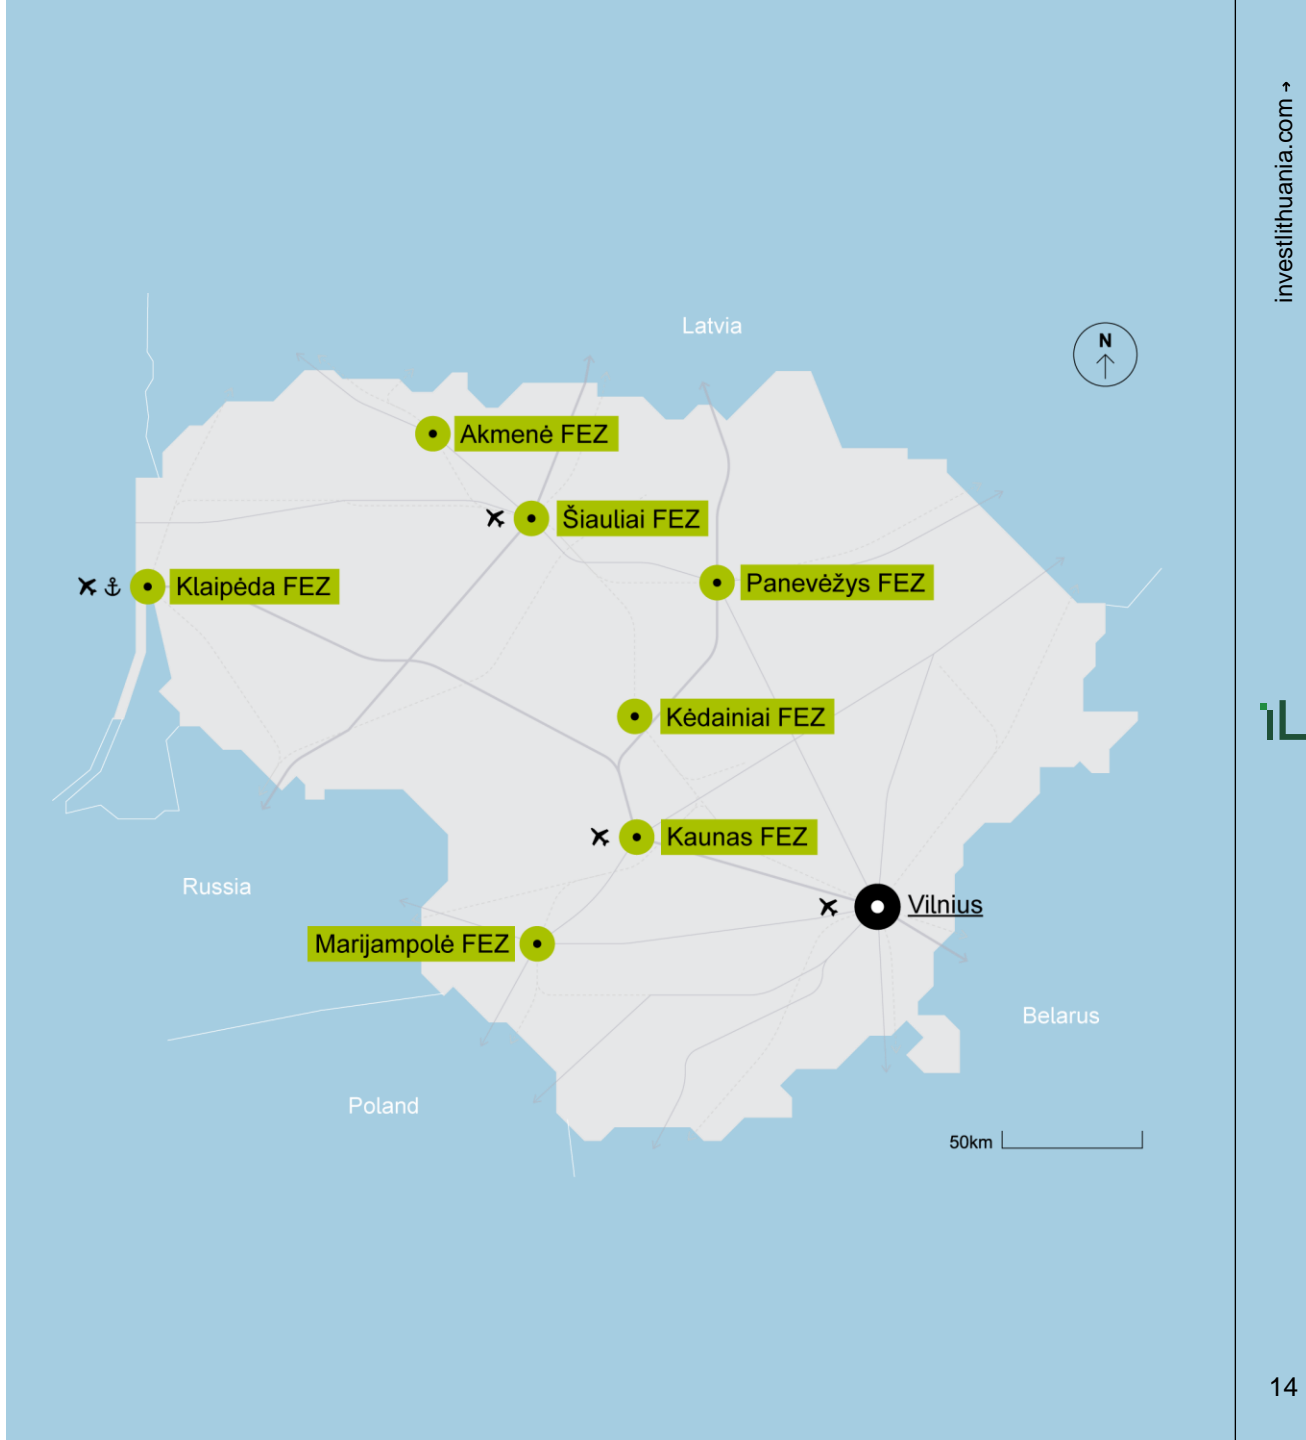 investlithuania.com →
Latvia
N
Akmenė FEZ
Šiauliai FEZ
Klaipėda FEZ
Panevėžys FEZ
Kėdainiai FEZ
iL
Kaunas FEZ
Russia
Vilnius
Marijampolė FEZ
Belarus
Poland
50km
14